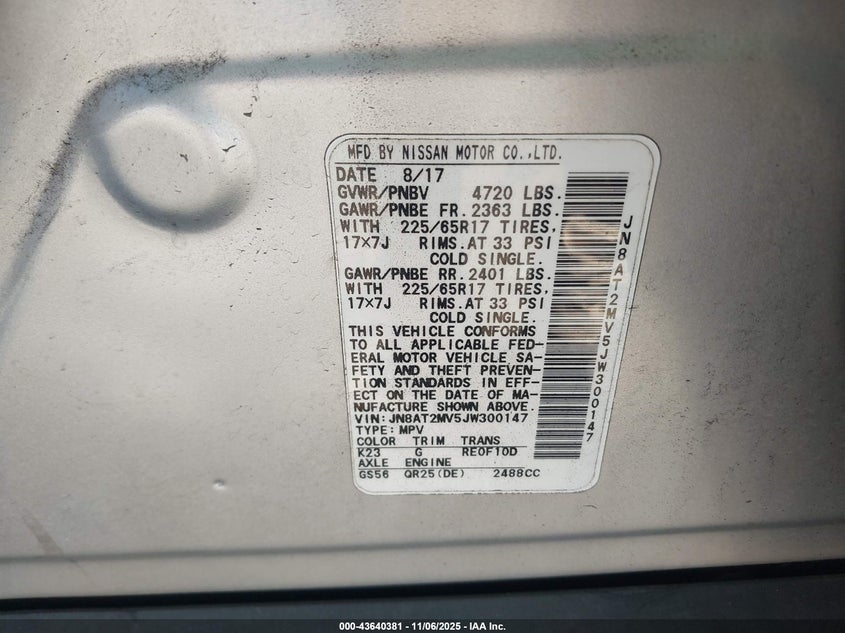 MFD BY NISSAN MOTOR CO.,LTD.
DATE 8/17
GVWR/PNBV 4720 LBS.
GAWR/PNBE FR. 2363 LBS.
WITH 225/65R17 TIRES,
17×7J RIMS. AT 33 PSI
COLD SINGLE.
GAWR/PNBE RR. 2401 LBS.
WITH 225/65R17 TIRES,
17×7J RIMS. AT 33 PSI
COLD SINGLE.
THIS VEHICLE CONFORMS
TO ALL APPLICABLE FED-
ERAL MOTOR VEHICLE SA-
FETY AND THEFT PREVEN-
TION STANDARDS IN EFF-
ECT ON THE DATE OF MA-
NUFACTURE SHOWN ABOVE.
VIN:JN8AT2MV5JW300147
TYPE: MPV
COLOR TRIM TRANS
K23 G RE0F10D
AXLE ENGINE
GS56 QR25(DE) 2488CC
JN8AT2MV5JW300147
000-43640381 - 11/06/2025 - IAA Inc.